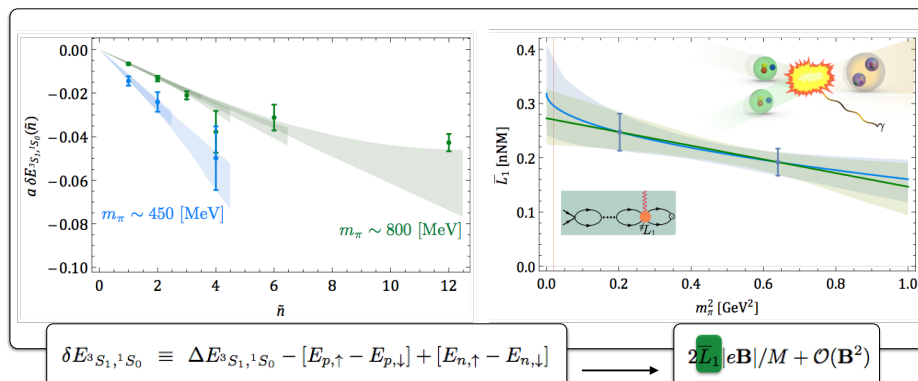 0.00
-0.02
-0.04
-0.06
-0.08
-0.10
a δE³S₁,¹S₀(ñ)
mπ ∼ 450 [MeV]
mπ ∼ 800 [MeV]
0 2 4 6 8 10 12
ñ
0.4
0.3
0.2
0.1
0.0
L̄₁ [nNM]
γ
L₁
0.0 0.2 0.4 0.6 0.8 1.0
mπ² [GeV²]
δE³S₁,¹S₀ ≡ ΔE³S₁,¹S₀ − [Ep,↑ − Ep,↓] + [En,↑ − En,↓]
2L̄₁|eB|/M + O(B²)